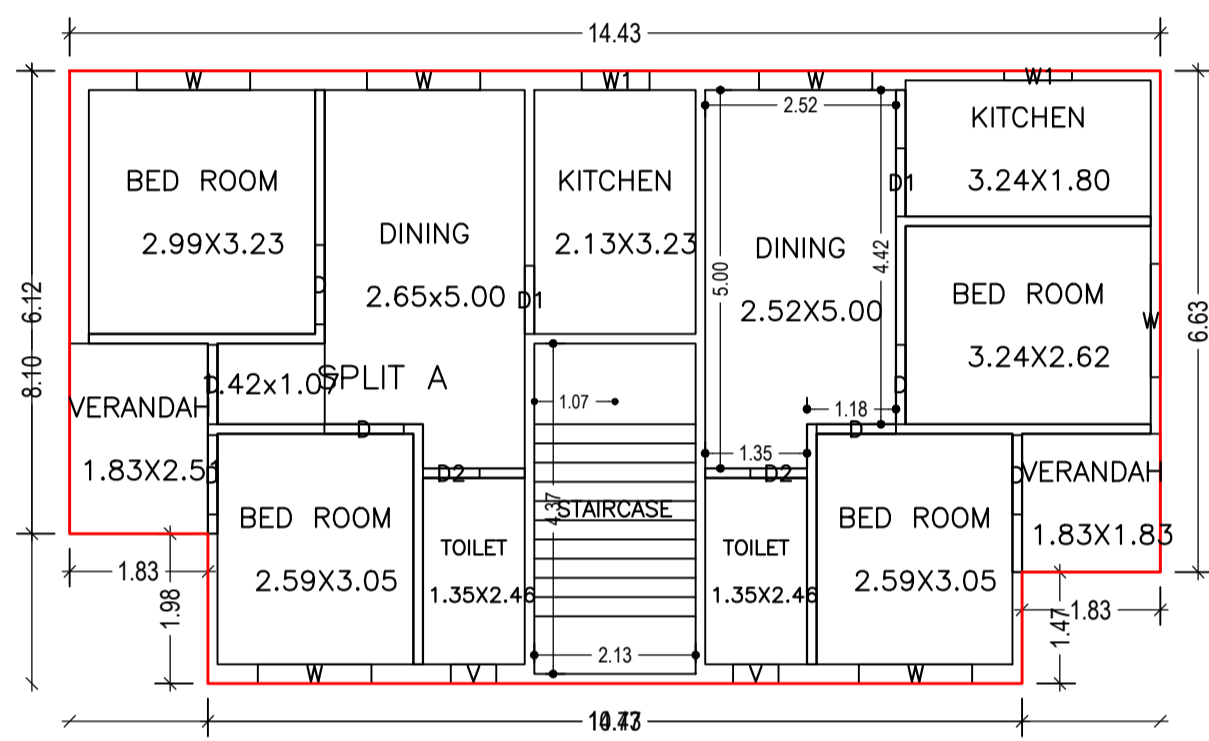 14.43
W
W
W1
W
W1
2.52
KITCHEN
3.24X1.80
BED ROOM
2.99X3.23
DINING
2.65x5.00
KITCHEN
2.13X3.23
D1
DINING
2.52X5.00
5.00
4.42
D1
BED ROOM
3.24X2.62
W
6.12
8.10
6.63
D
D
SPLIT A
VERANDAH
D
1.07
1.18
D
D
1.35
D2
D2
VERANDAH
1.83X1.83
D
D
BED ROOM
2.59X3.05
4.37
STAIRCASE
TOILET
1.35X2.46
TOILET
1.35X2.46
BED ROOM
2.59X3.05
1.83
1.98
1.83
1.47
2.13
W
V
V
W